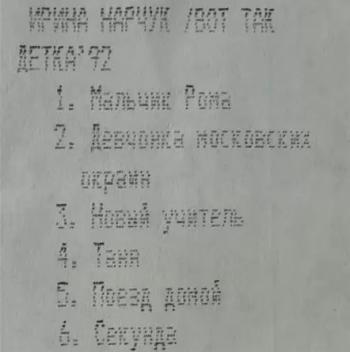 ИРИНА НАРЧУК /ВОТ ТАК
ДЕТКА'92
1. Мальчик Рома
2. Девчонка московских
окраин
3. Новый учитель
4. Таня
5. Поезд домой
6. Секунда